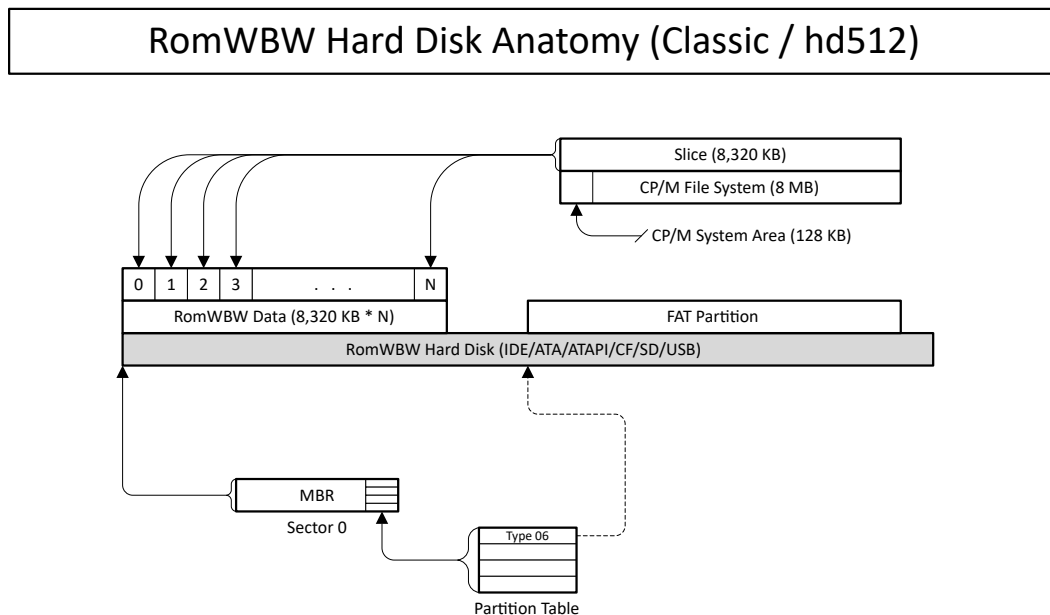 RomWBW Hard Disk Anatomy (Classic / hd512)
Slice (8,320 KB)
CP/M File System (8 MB)
CP/M System Area (128 KB)
0 1 2 3 . . . N
RomWBW Data (8,320 KB * N)
FAT Partition
RomWBW Hard Disk (IDE/ATA/ATAPI/CF/SD/USB)
MBR
Sector 0
Type 06
Partition Table